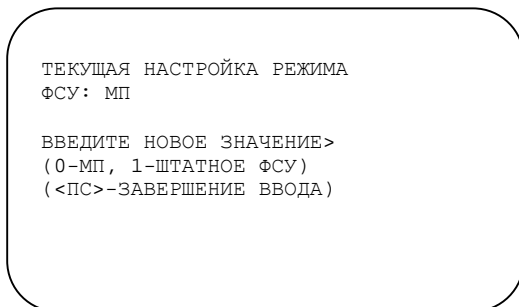 ТЕКУЩАЯ НАСТРОЙКА РЕЖИМА
ФСУ: МП
ВВЕДИТЕ НОВОЕ ЗНАЧЕНИЕ>
(0-МП, 1-ШТАТНОЕ ФСУ)
(<ПС>-ЗАВЕРШЕНИЕ ВВОДА)